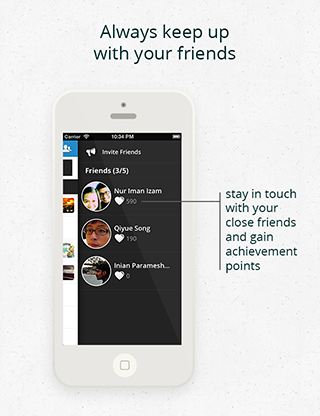 Always keep up
with your friends
Carrier 10:34 PM
Invite Friends
Friends (3/5)
Nur Iman Izam
590
Qiyue Song
190
Inian Paramesh...
0
stay in touch
with your
close friends
and gain
achievement
points